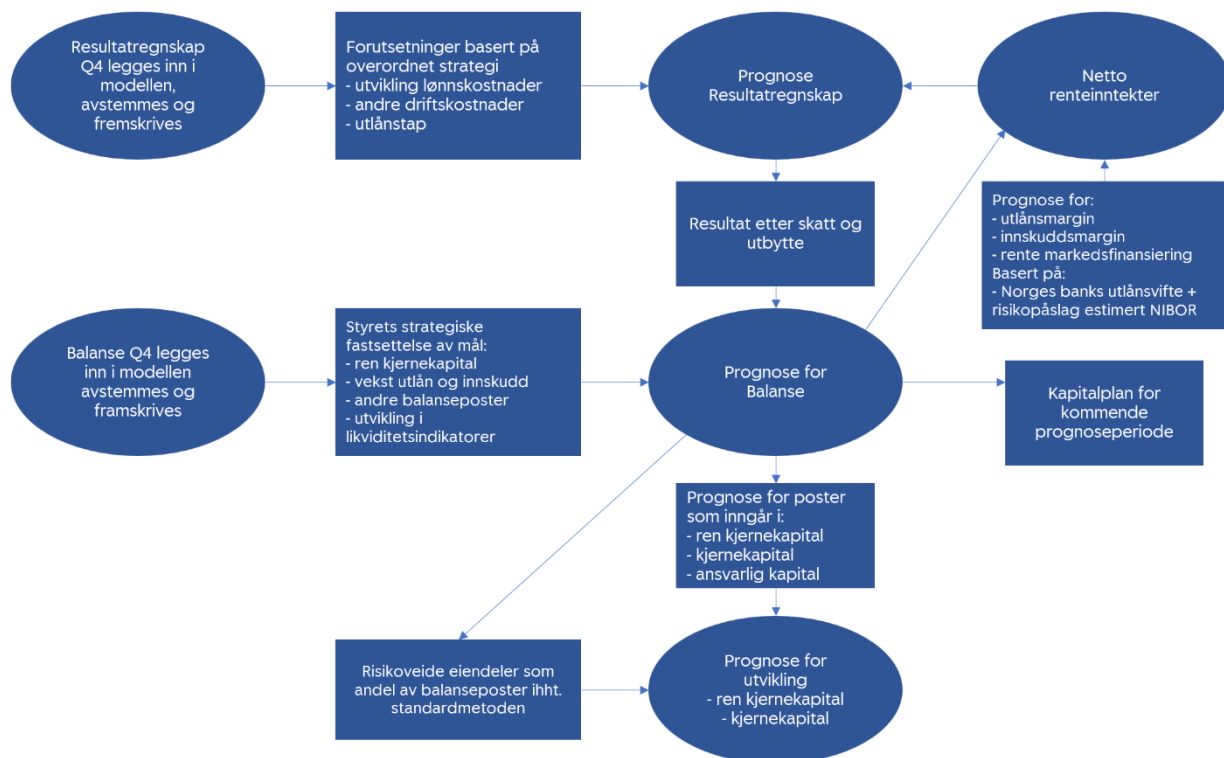 Resultatregnskap
Q4 legges inn i
modellen,
avstemmes og
fremskrives
Forutsetninger basert på
overordnet strategi
- utvikling lønnskostnader
- andre driftskostnader
- utlånstap
Prognose
Resultatregnskap
Netto
renteinntekter
Resultat etter skatt og
utbytte
Prognose for:
- utlånsmargin
- innskuddsmargin
- rente markedsfinansiering
Basert på:
- Norges banks utlånsvifte +
risikopåslag estimert NIBOR
Balanse Q4 legges
inn i modellen
avstemmes og
framskrives
Styrets strategiske
fastsettelse av mål:
- ren kjernekapital
- vekst utlån og innskudd
- andre balanseposter
- utvikling i
likviditetsindikatorer
Prognose for
Balanse
Kapitalplan for
kommende
prognoseperiode
Prognose for poster
som inngår i:
- ren kjernekapital
- kjernekapital
- ansvarlig kapital
Risikoveide eiendeler som
andel av balanseposter ihht.
standardmetoden
Prognose for
utvikling
- ren kjernekapital
- kjernekapital